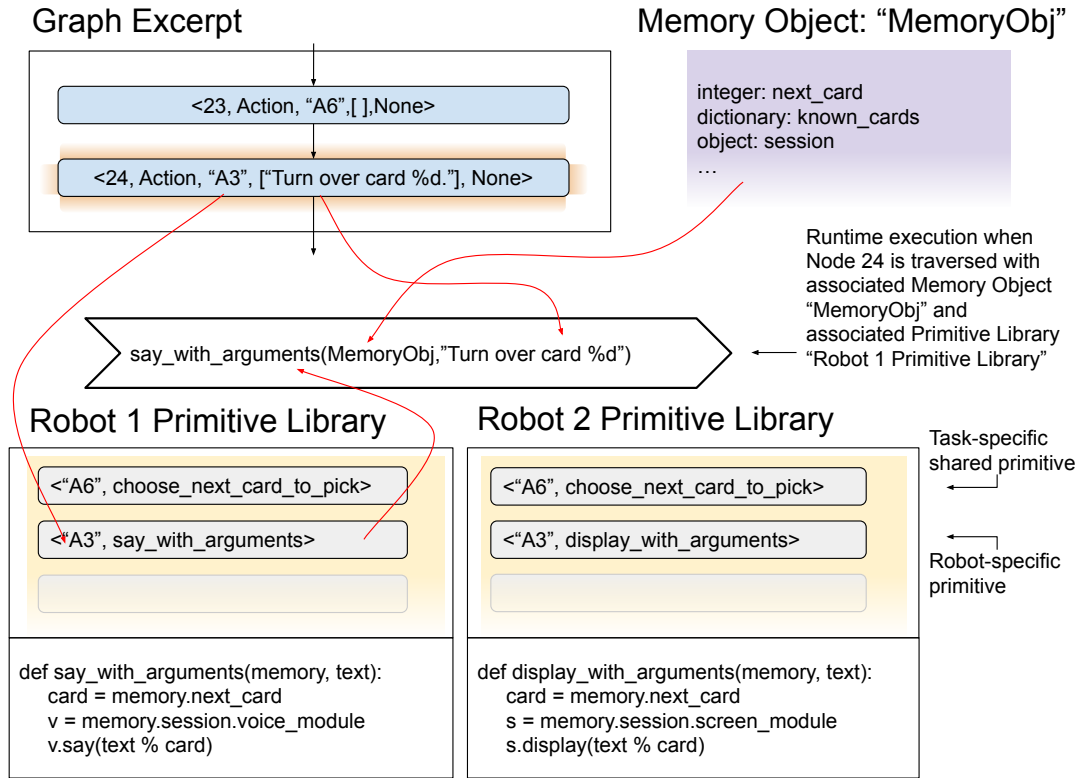 Graph Excerpt
Memory Object: “MemoryObj”
<23, Action, “A6”,[ ],None>
<24, Action, “A3”, [“Turn over card %d.”], None>
integer: next_card
dictionary: known_cards
object: session
…
Runtime execution when
Node 24 is traversed with
associated Memory Object
“MemoryObj” and
associated Primitive Library
“Robot 1 Primitive Library”
say_with_arguments(MemoryObj,”Turn over card %d”)
Robot 1 Primitive Library
<“A6”, choose_next_card_to_pick>
<“A3”, say_with_arguments>
def say_with_arguments(memory, text):
card = memory.next_card
v = memory.session.voice_module
v.say(text % card)
Robot 2 Primitive Library
<“A6”, choose_next_card_to_pick>
<“A3”, display_with_arguments>
def display_with_arguments(memory, text):
card = memory.next_card
s = memory.session.screen_module
s.display(text % card)
Task-specific
shared primitive
Robot-specific
primitive